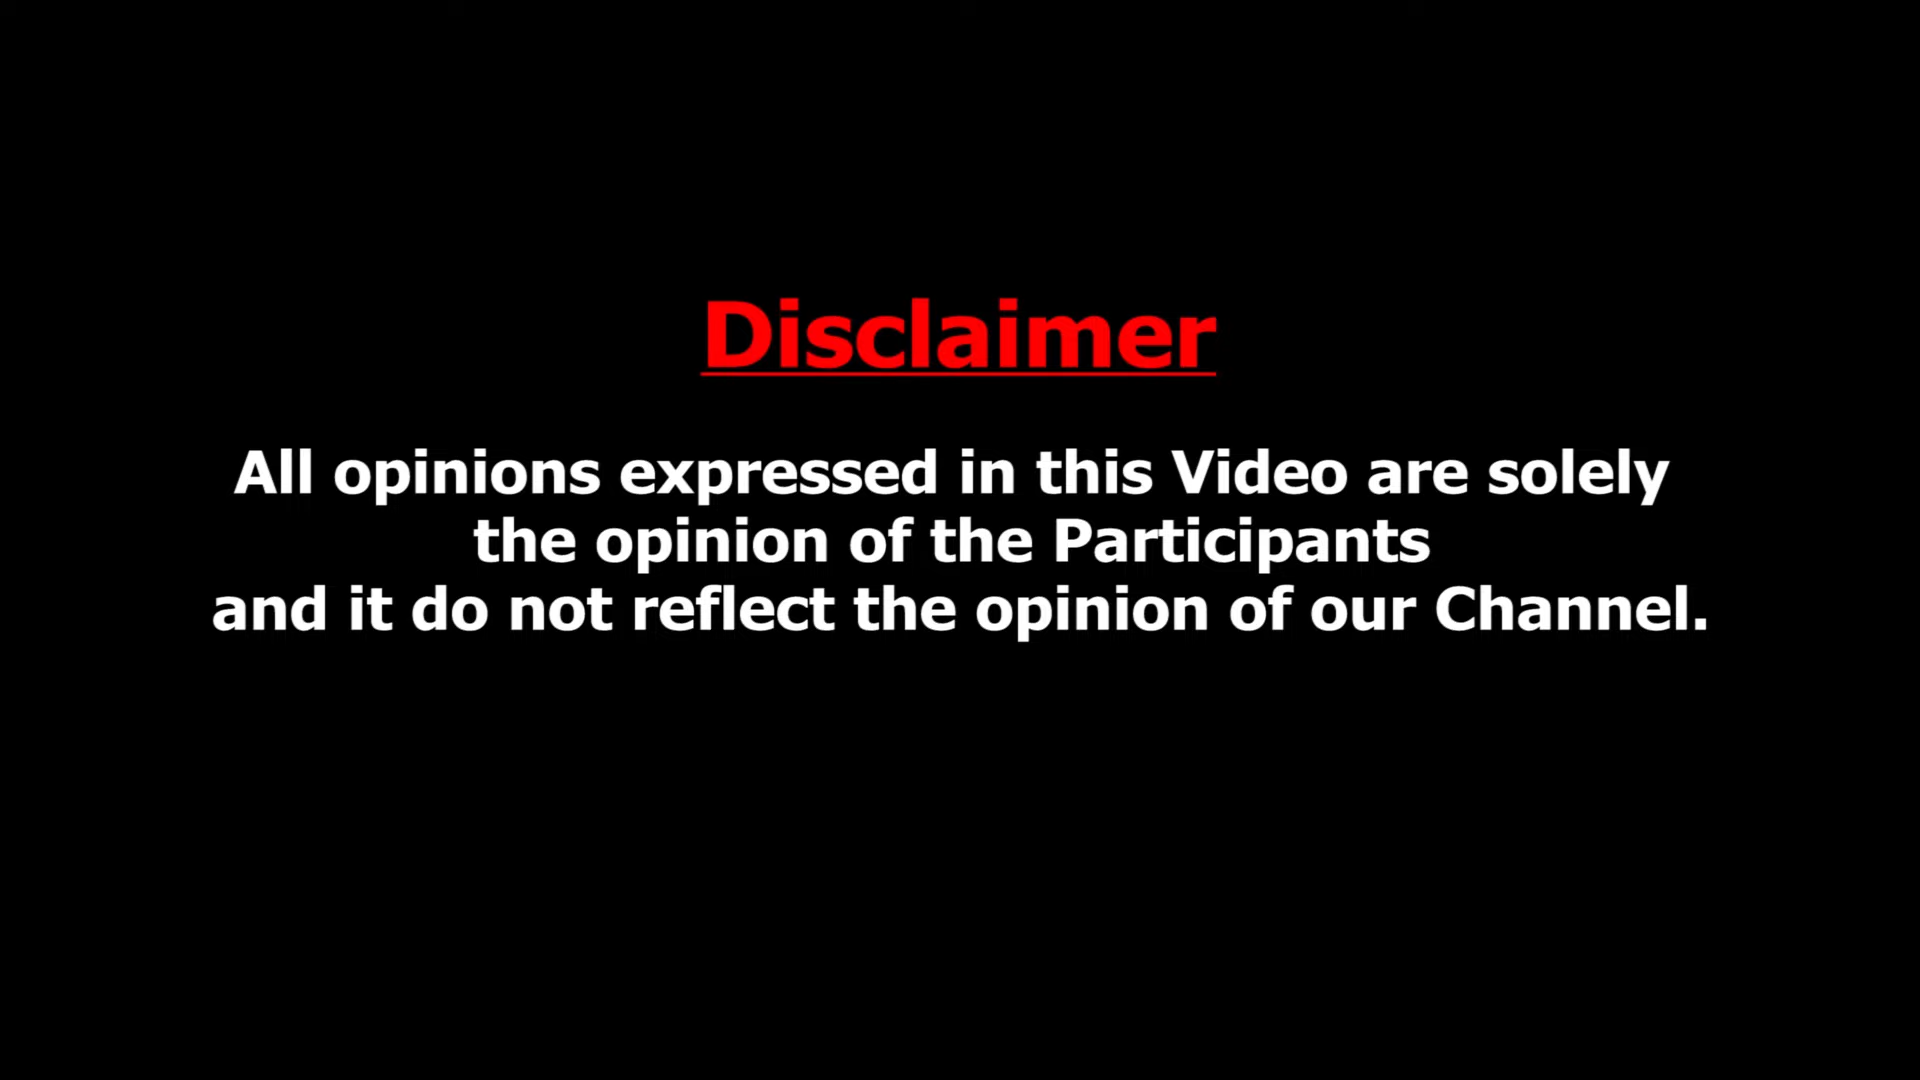 Disclaimer
All opinions expressed in this Video are solely
the opinion of the Participants
and it do not reflect the opinion of our Channel.